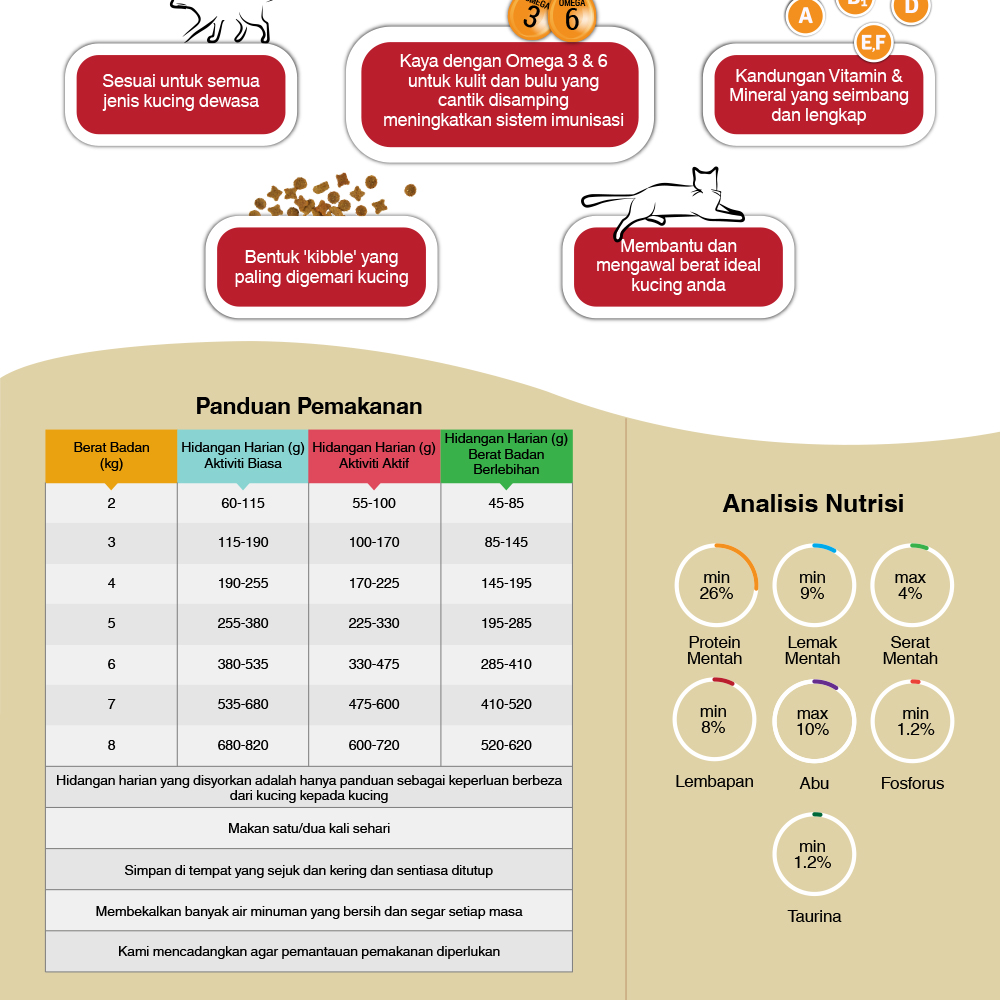 OMEGA
3
OMEGA
6
A
B1
D
E,F
Sesuai untuk semua
jenis kucing dewasa
Kaya dengan Omega 3 & 6
untuk kulit dan bulu yang
cantik disamping
meningkatkan sistem imunisasi
Kandungan Vitamin &
Mineral yang seimbang
dan lengkap
Bentuk 'kibble' yang
paling digemari kucing
Membantu dan
mengawal berat ideal
kucing anda
Panduan Pemakanan
Berat Badan
(kg)
Hidangan Harian (g)
Aktiviti Biasa
Hidangan Harian (g)
Aktiviti Aktif
Hidangan Harian (g)
Berat Badan
Berlebihan
2 60-115 55-100 45-85
3 115-190 100-170 85-145
4 190-255 170-225 145-195
5 255-380 225-330 195-285
6 380-535 330-475 285-410
7 535-680 475-600 410-520
8 680-820 600-720 520-620
Hidangan harian yang disyorkan adalah hanya panduan sebagai keperluan berbeza
dari kucing kepada kucing
Makan satu/dua kali sehari
Simpan di tempat yang sejuk dan kering dan sentiasa ditutup
Membekalkan banyak air minuman yang bersih dan segar setiap masa
Kami mencadangkan agar pemantauan pemakanan diperlukan
Analisis Nutrisi
min
26%
Protein
Mentah
min
9%
Lemak
Mentah
max
4%
Serat
Mentah
min
8%
Lembapan
max
10%
Abu
min
1.2%
Fosforus
min
1.2%
Taurina